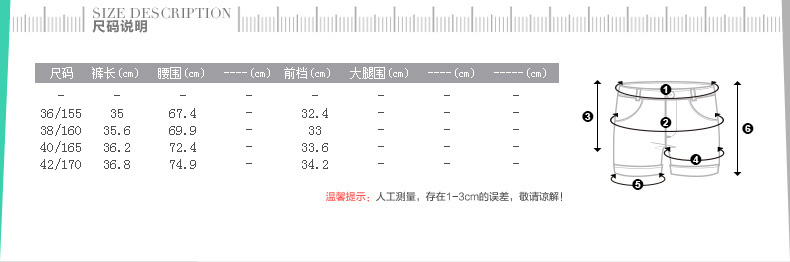 SIZE DESCRIPTION
尺码说明
尺码 裤长(cm) 腰围(cm) ----(cm) 前档(cm) 大腿围(cm) ----(cm) -----(cm)
- - - - - - - -
36/155 35 67.4 - 32.4 - - -
38/160 35.6 69.9 - 33 - - -
40/165 36.2 72.4 - 33.6 - - -
42/170 36.8 74.9 - 34.2 - - -
温馨提示：人工测量，存在1-3cm的误差，敬请谅解！
1
3
2
6
4
5